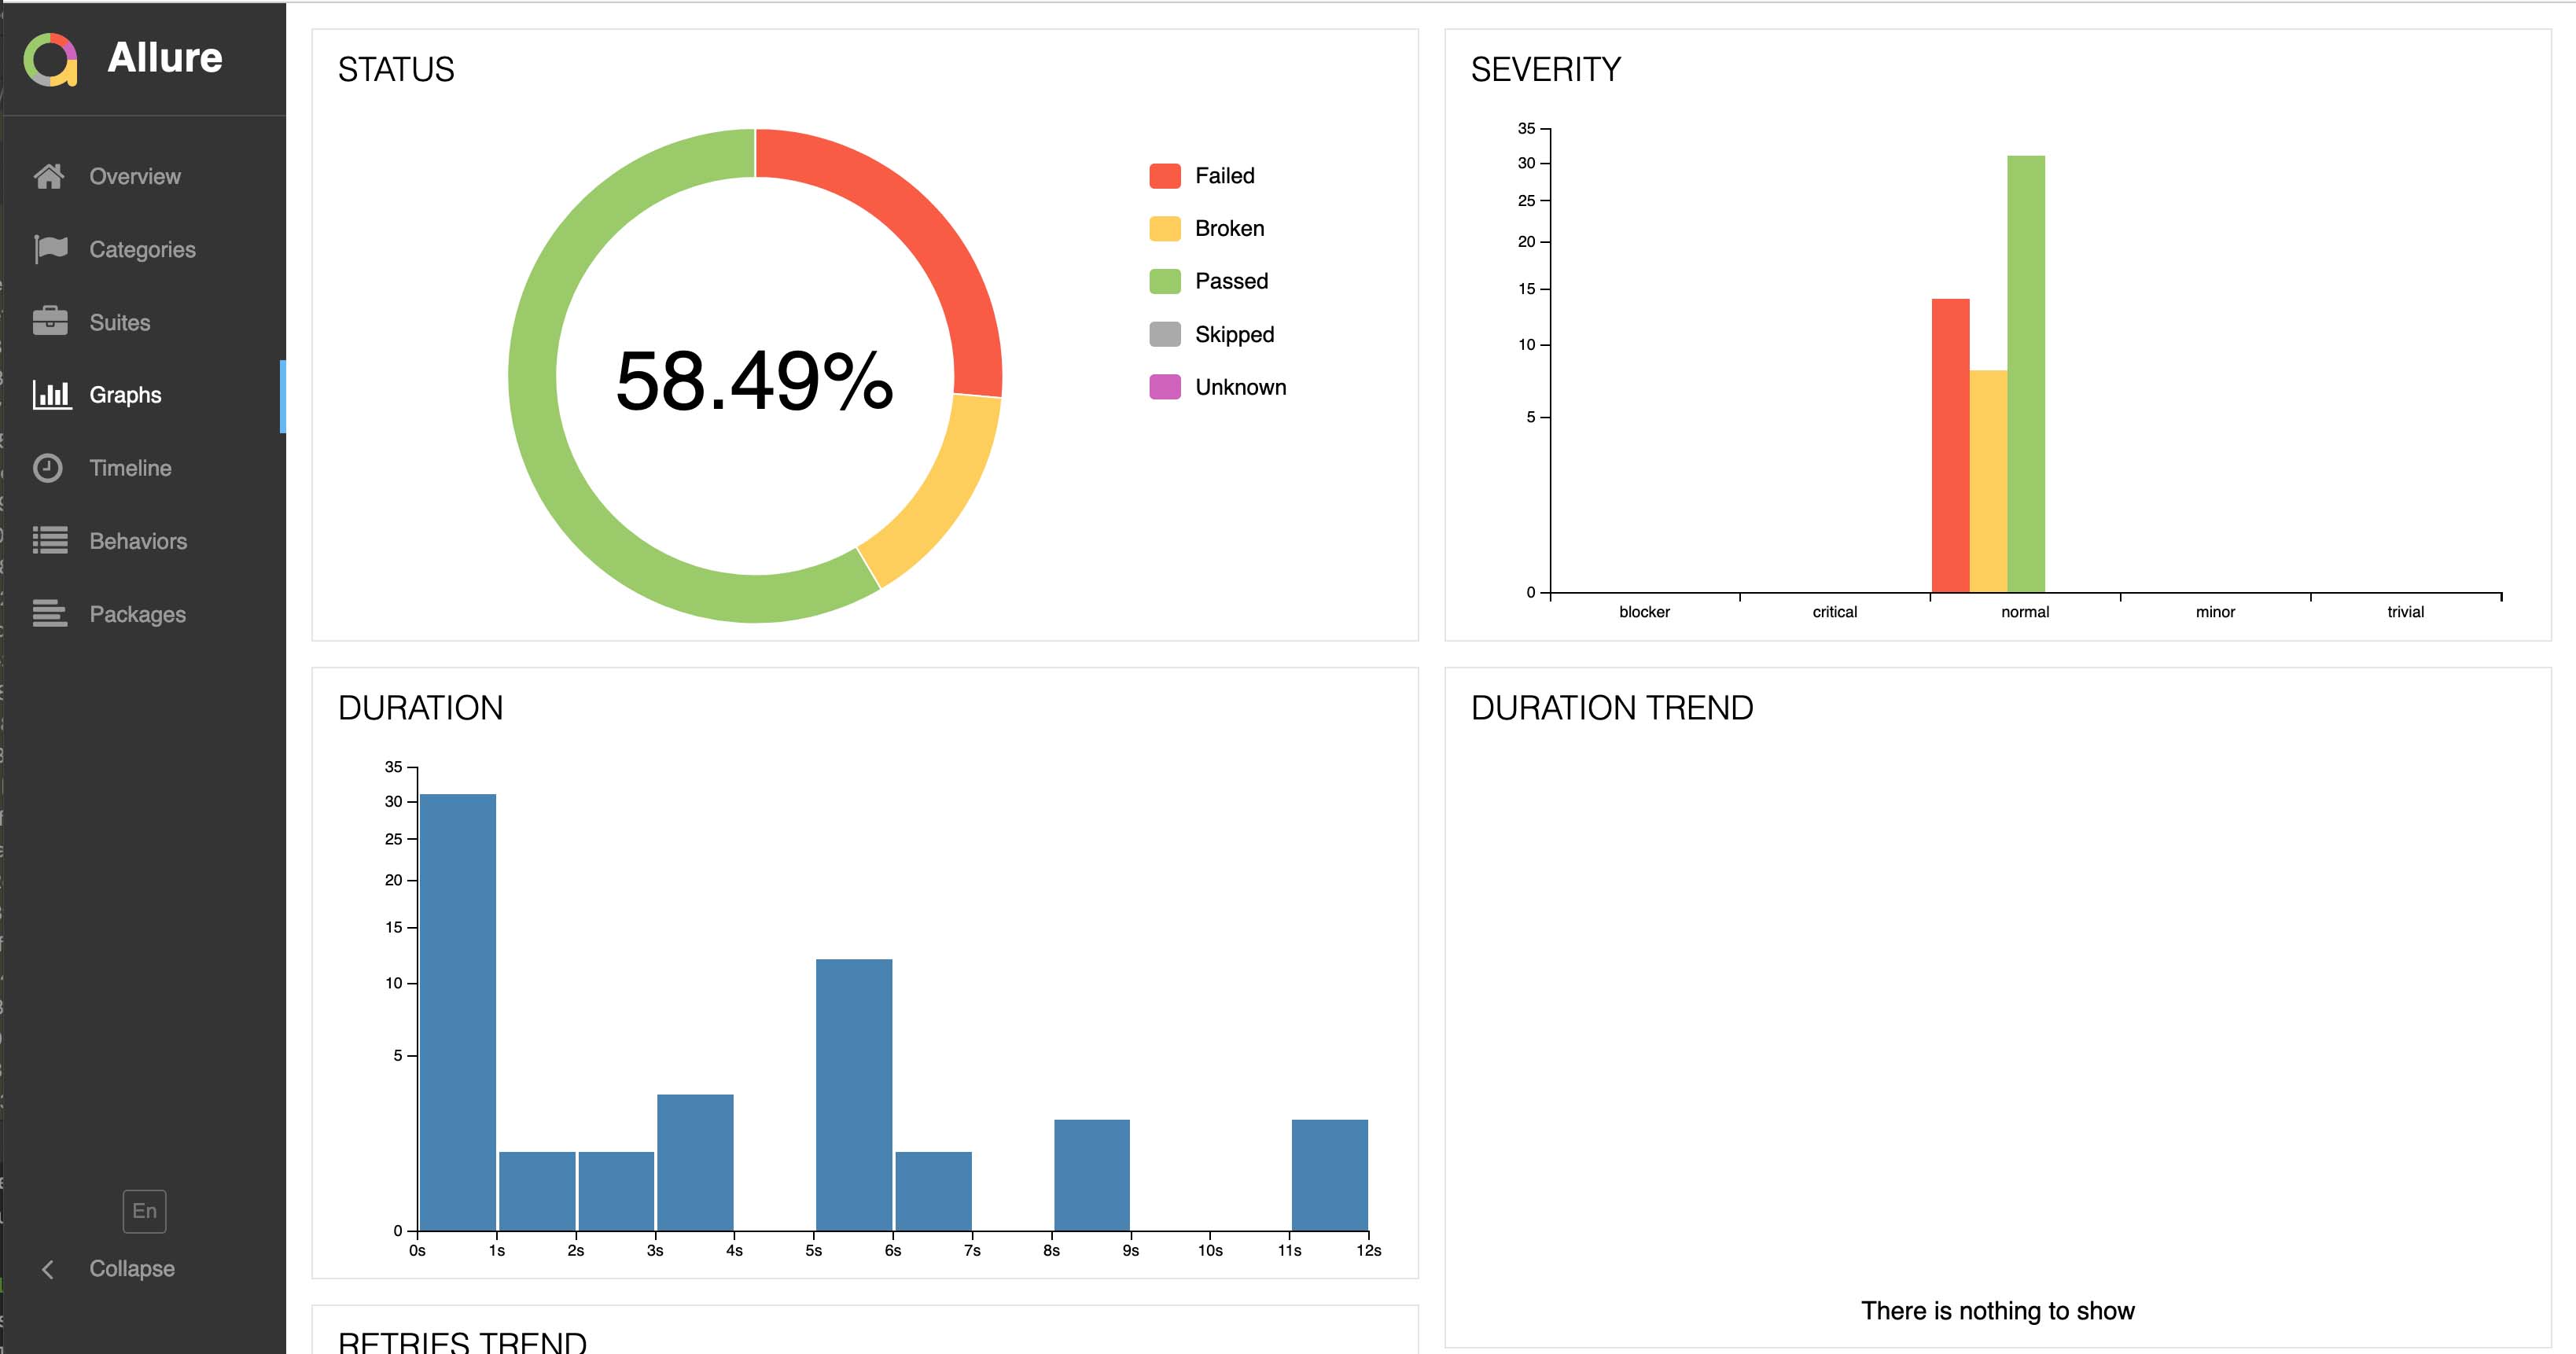 Allure
Overview
Categories
Suites
Graphs
Timeline
Behaviors
Packages
En
Collapse
STATUS
58.49%
Failed
Broken
Passed
Skipped
Unknown
SEVERITY
35
30
25
20
15
10
5
0
blocker critical normal minor trivial
DURATION
35
30
25
20
15
10
5
0
0s 1s 2s 3s 4s 5s 6s 7s 8s 9s 10s 11s 12s
DURATION TREND
There is nothing to show
RETRIES TREND